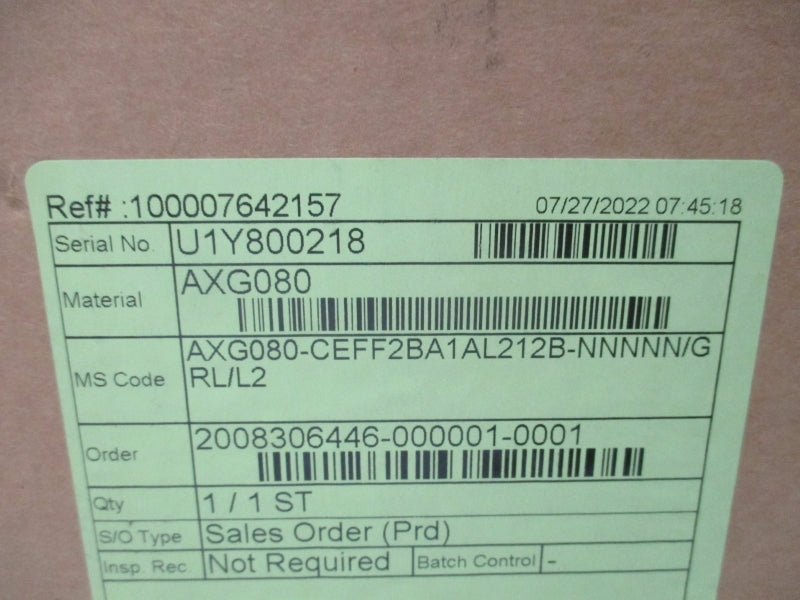 Ref# :100007642157 07/27/2022 07:45:18
Serial No. U1Y800218
Material AXG080
MS Code AXG080-CEFF2BA1AL212B-NNNNN/G
RL/L2
Order 2008306446-000001-0001
Qty 1 / 1 ST
S/O Type Sales Order (Prd)
Insp. Rec Not Required Batch Control -